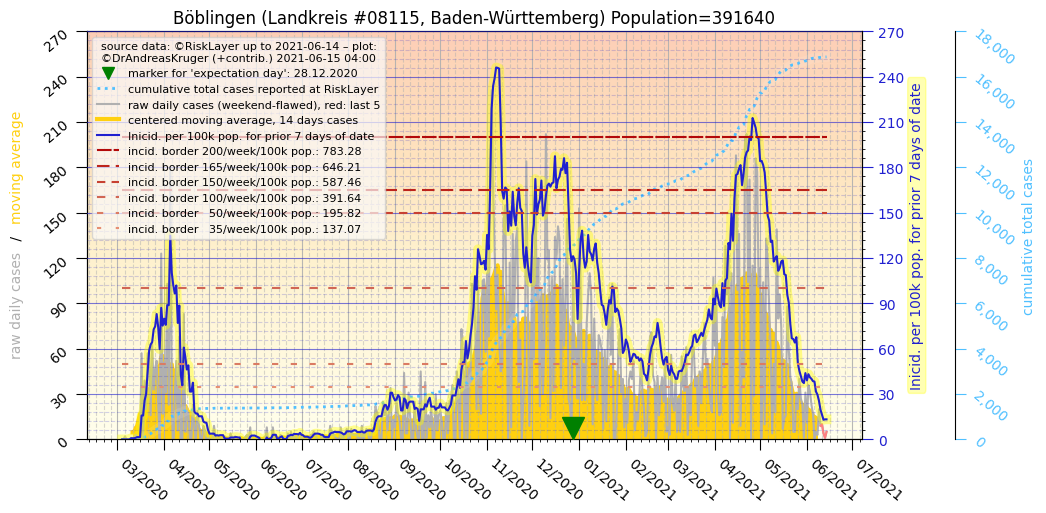 Böblingen (Landkreis #08115, Baden-Württemberg) Population=391640
source data: ©RiskLayer up to 2021-06-14 – plot:
©DrAndreasKruger (+contrib.) 2021-06-15 04:00
marker for 'expectation day': 28.12.2020
cumulative total cases reported at RiskLayer
raw daily cases (weekend-flawed), red: last 5
centered moving average, 14 days cases
Inicid. per 100k pop. for prior 7 days of date
incid. border 200/week/100k pop.: 783.28
incid. border 165/week/100k pop.: 646.21
incid. border 150/week/100k pop.: 587.46
incid. border 100/week/100k pop.: 391.64
incid. border 50/week/100k pop.: 195.82
incid. border 35/week/100k pop.: 137.07
raw daily cases / moving average
270
240
210
180
150
120
90
60
30
0
03/2020
04/2020
05/2020
06/2020
07/2020
08/2020
09/2020
10/2020
11/2020
12/2020
01/2021
02/2021
03/2021
04/2021
05/2021
06/2021
07/2021
270
240
210
180
150
120
90
60
30
0
Inicid. per 100k pop. for prior 7 days of date
18,000
16,000
14,000
12,000
10,000
8,000
6,000
4,000
2,000
0
cumulative total cases